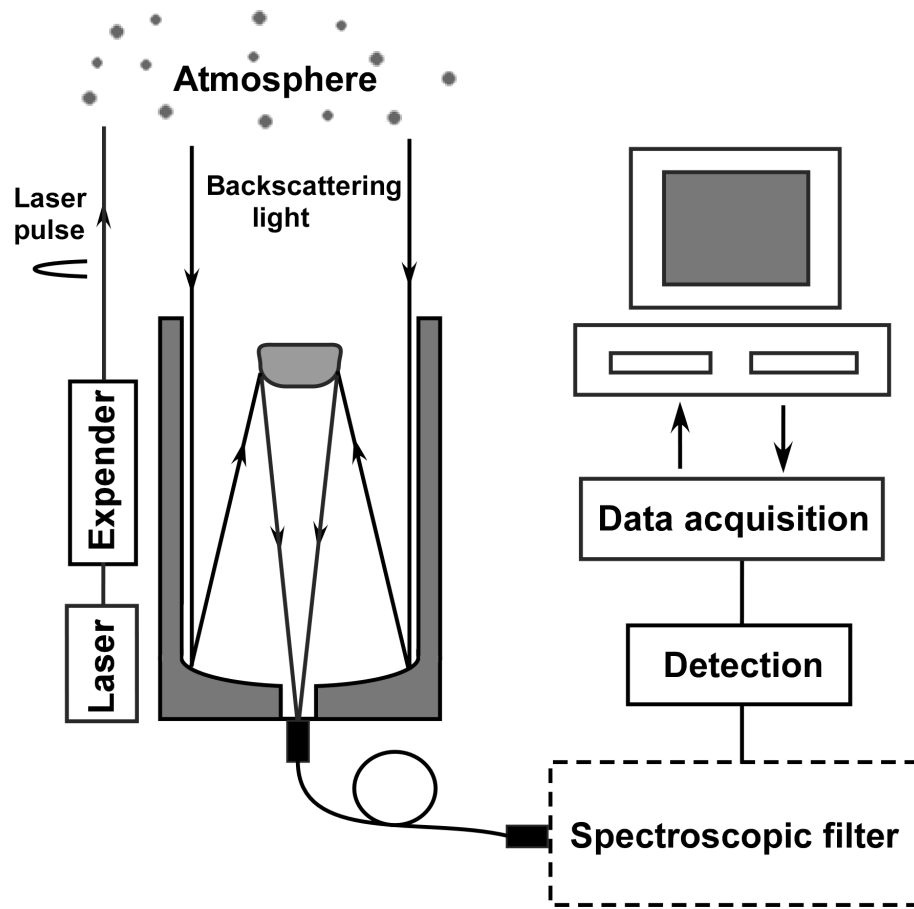 Atmosphere
Laser
pulse
Backscattering
light
Expender
Laser
Data acquisition
Detection
Spectroscopic filter